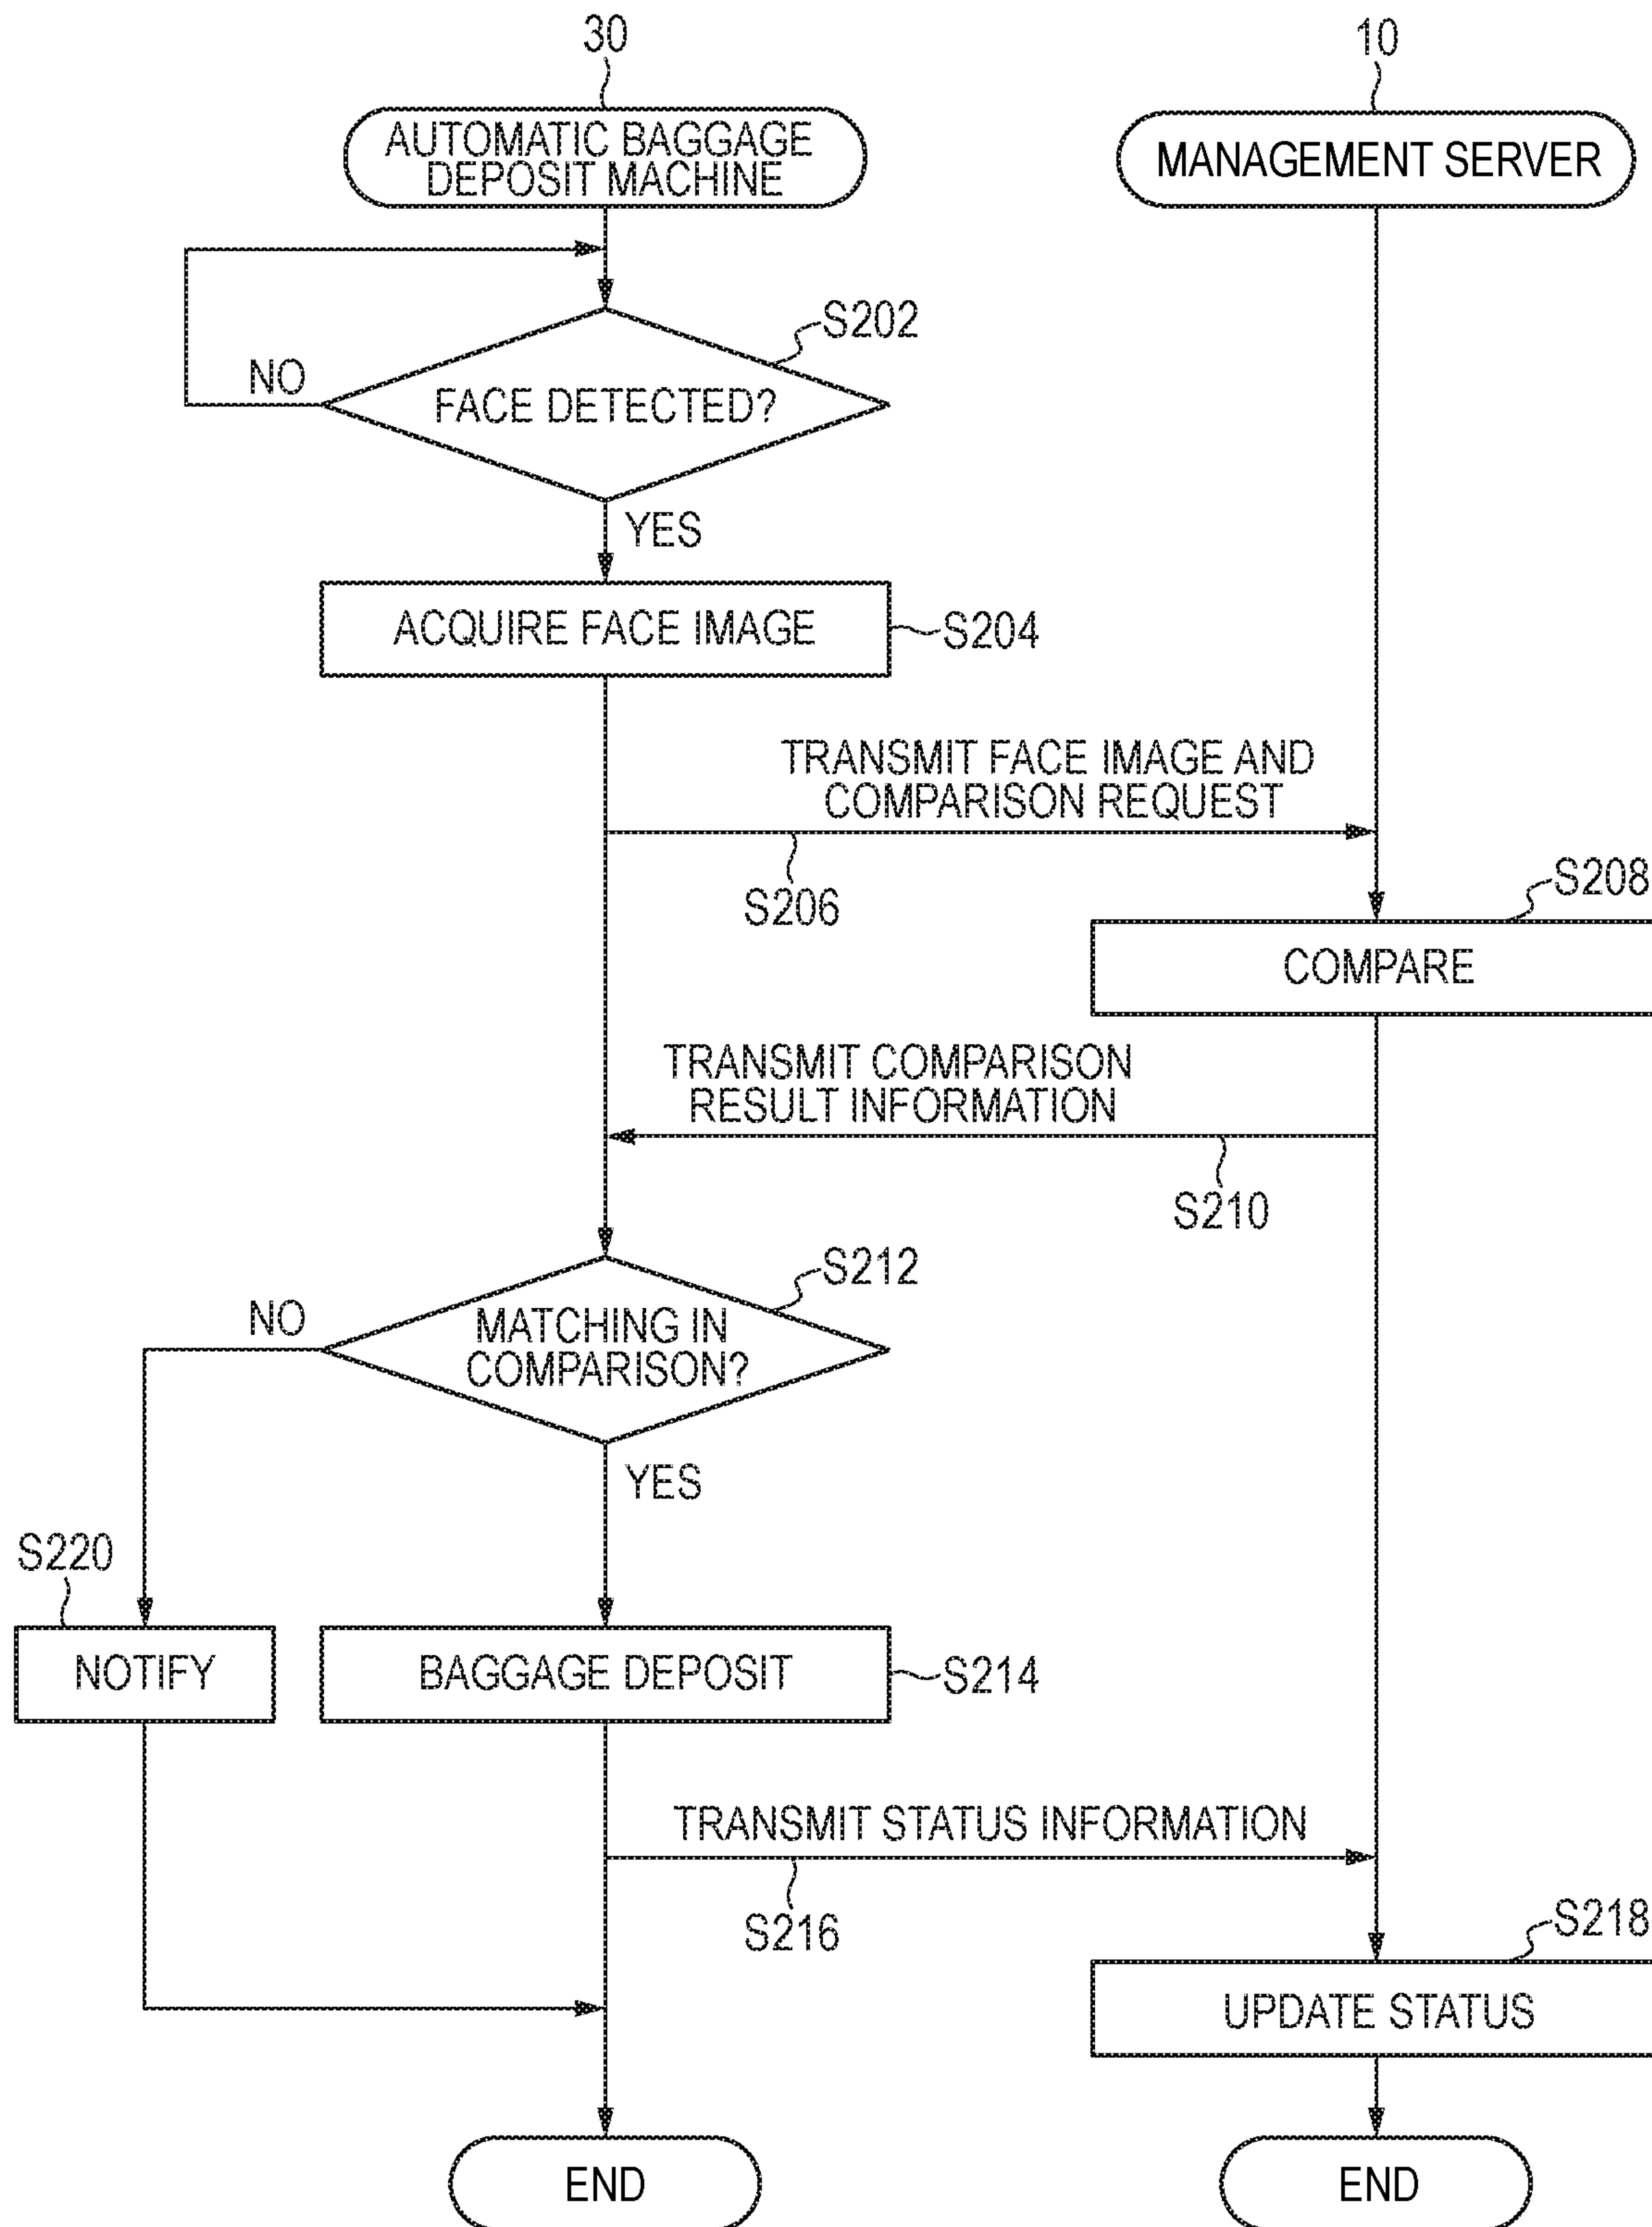 30
10
AUTOMATIC BAGGAGE
DEPOSIT MACHINE
MANAGEMENT SERVER
S202
NO
FACE DETECTED?
YES
ACQUIRE FACE IMAGE
S204
TRANSMIT FACE IMAGE AND
COMPARISON REQUEST
S206
S208
COMPARE
TRANSMIT COMPARISON
RESULT INFORMATION
S210
S212
NO
MATCHING IN
COMPARISON?
YES
S220
NOTIFY
BAGGAGE DEPOSIT
S214
TRANSMIT STATUS INFORMATION
S216
S218
UPDATE STATUS
END
END